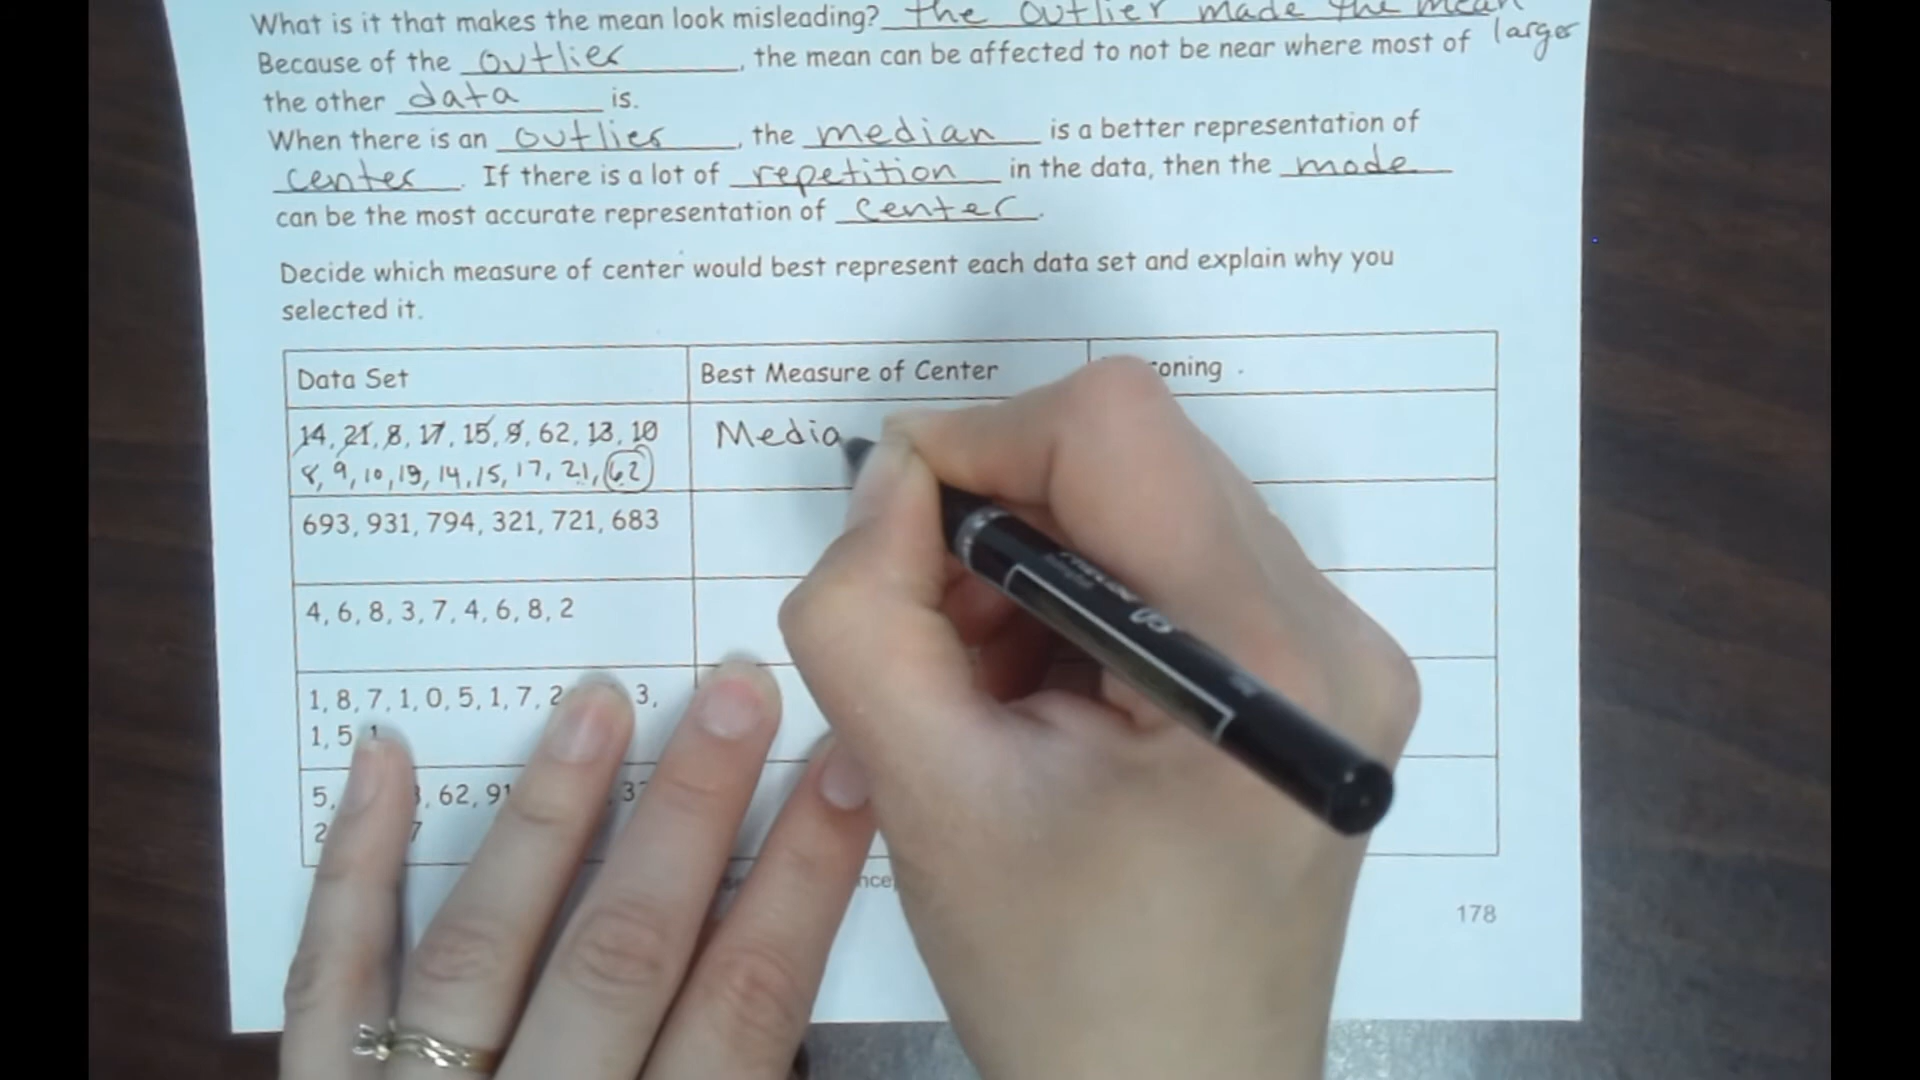 What is it that makes the mean look misleading? the outlier made the mean
larger
Because of the outlier, the mean can be affected to not be near where most of
the other data is.
When there is an outlier, the median is a better representation of
center. If there is a lot of repetition in the data, then the mode
can be the most accurate representation of center.
Decide which measure of center would best represent each data set and explain why you
selected it.
Data Set Best Measure of Center oning
14, 21, 8, 17, 15, 9, 62, 13, 10 Media
8, 9, 10, 13, 14, 15, 17, 21, 62
693, 931, 794, 321, 721, 683
4, 6, 8, 3, 7, 4, 6, 8, 2
1, 8, 7, 1, 0, 5, 1, 7, 2 3,
1, 5 1
5, 62, 91
2 7
178